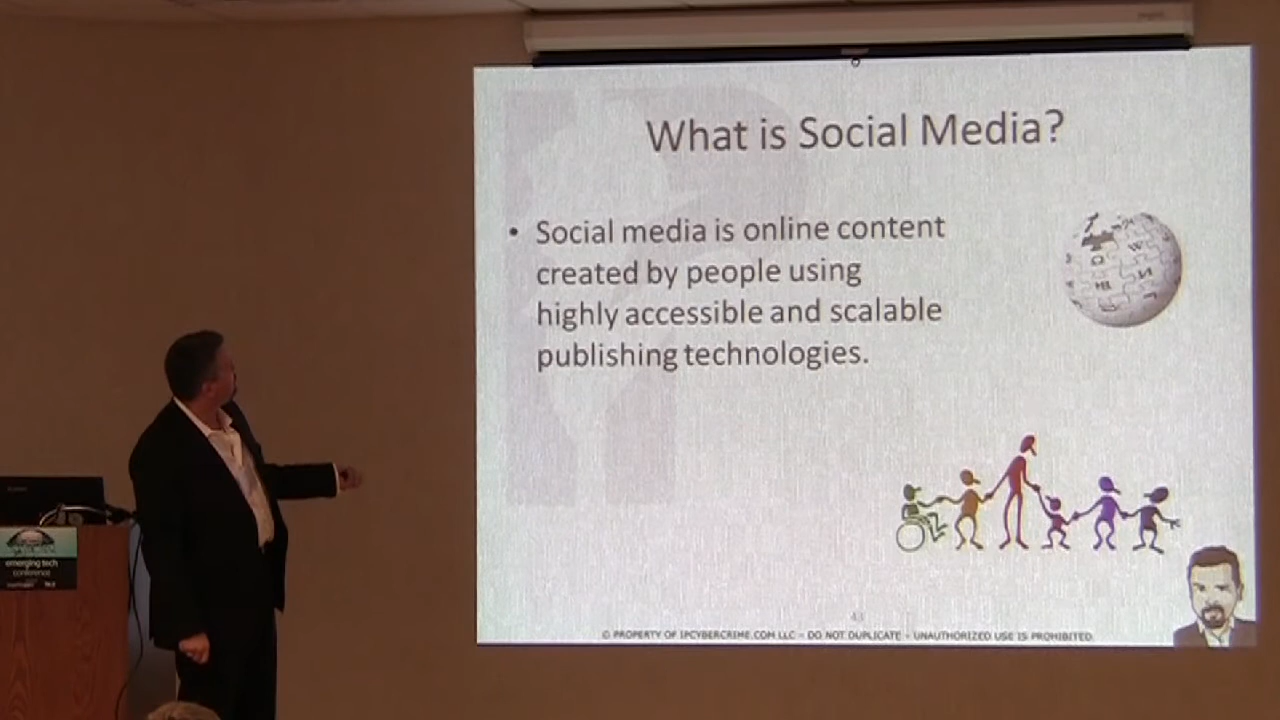 What is Social Media?
• Social media is online content
created by people using
highly accessible and scalable
publishing technologies.
43
© PROPERTY OF IPCYBERCRIME.COM LLC – DO NOT DUPLICATE – UNAUTHORIZED USE IS PROHIBITED
emerging tech
conference